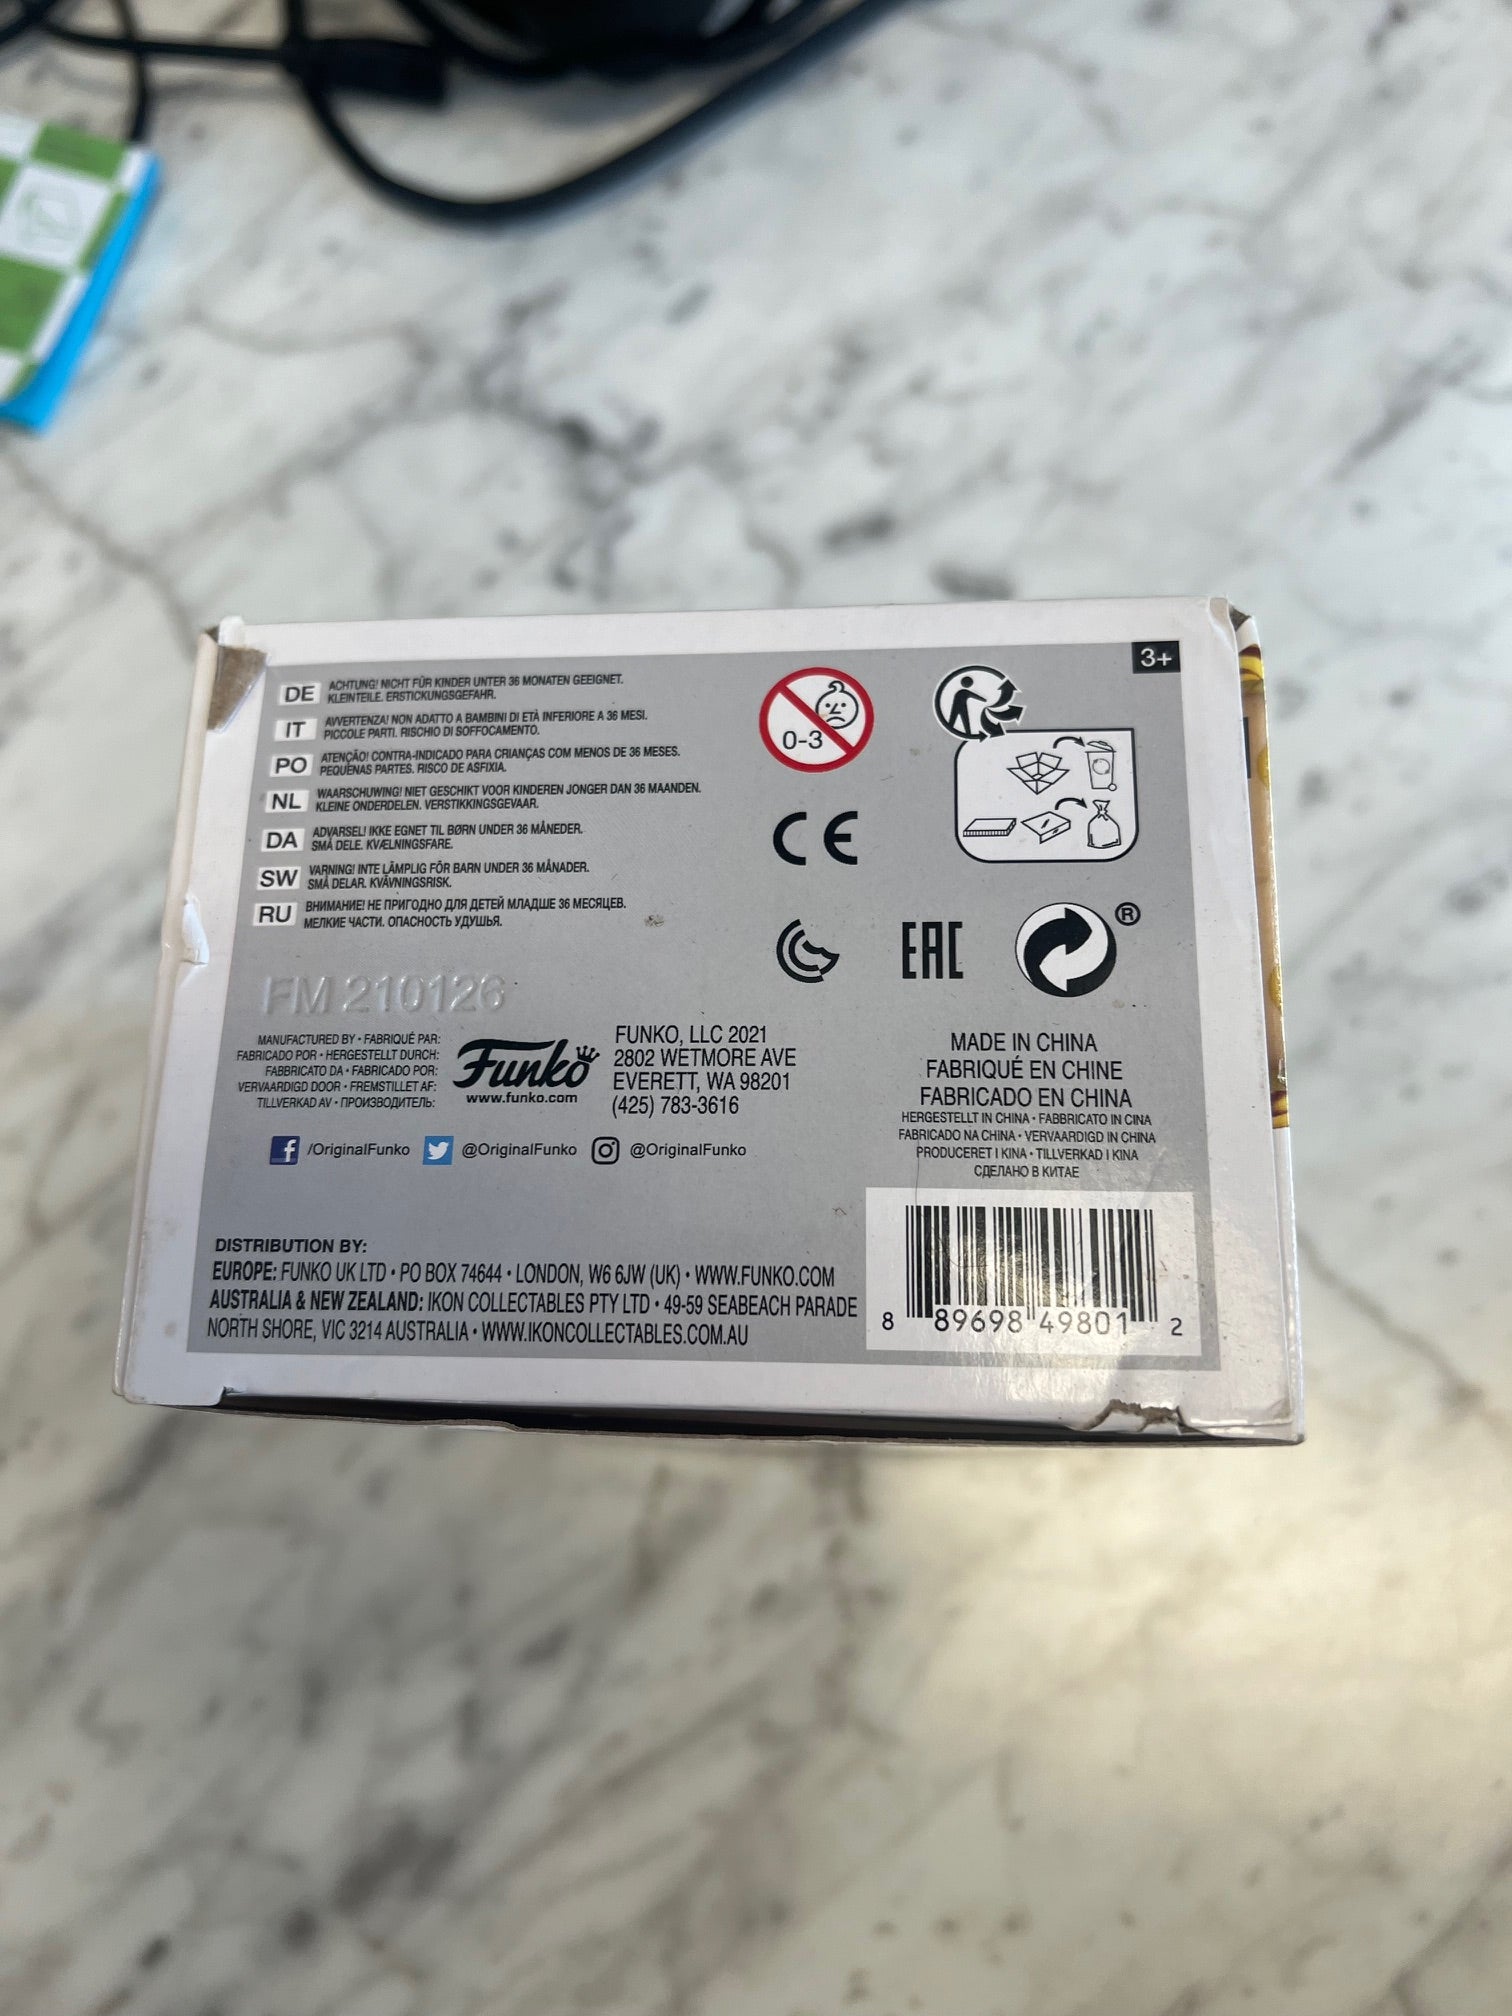 3+
DE
ACHTUNG! NICHT FÜR KINDER UNTER 36 MONATEN GEEIGNET.
KLEINTEILE. ERSTICKUNGSGEFAHR.
IT
AVVERTENZA! NON ADATTO A BAMBINI DI ETÀ INFERIORE A 36 MESI.
PICCOLE PARTI. RISCHIO DI SOFFOCAMENTO.
PO
ATENÇÃO! CONTRA-INDICADO PARA CRIANÇAS COM MENOS DE 36 MESES.
PEQUENAS PARTES. RISCO DE ASFIXIA.
NL
WAARSCHUWING! NIET GESCHIKT VOOR KINDEREN JONGER DAN 36 MAANDEN.
KLEINE ONDERDELEN. VERSTIKKINGSGEVAAR.
DA
ADVARSEL! IKKE EGNET TIL BØRN UNDER 36 MÅNEDER.
SMÅ DELE. KVÆLNINGSFARE.
SW
VARNING! INTE LÄMPLIG FÖR BARN UNDER 36 MÅNADER.
SMÅ DELAR. KVÄVNINGSRISK.
RU
ВНИМАНИЕ! НЕ ПРИГОДНО ДЛЯ ДЕТЕЙ МЛАДШЕ 36 МЕСЯЦЕВ.
МЕЛКИЕ ЧАСТИ. ОПАСНОСТЬ УДУШЬЯ.
0-3
CE
EAC
®
FM 210126
MANUFACTURED BY • FABRIQUÉ PAR:
FABRICADO POR • HERGESTELLT DURCH:
FABBRICATO DA • FABRICADO POR:
VERVAARDIGD DOOR • FREMSTILLET AF:
TILLVERKAD AV • ПРОИЗВОДИТЕЛЬ:
Funko
www.funko.com
FUNKO, LLC 2021
2802 WETMORE AVE
EVERETT, WA 98201
(425) 783-3616
MADE IN CHINA
FABRIQUÉ EN CHINE
FABRICADO EN CHINA
HERGESTELLT IN CHINA • FABBRICATO IN CINA
FABRICADO NA CHINA • VERVAARDIGD IN CHINA
PRODUCERET I KINA • TILLVERKAD I KINA
СДЕЛАНО В КИТАЕ
/OriginalFunko @OriginalFunko @OriginalFunko
DISTRIBUTION BY:
EUROPE: FUNKO UK LTD • PO BOX 74644 • LONDON, W6 6JW (UK) • WWW.FUNKO.COM
AUSTRALIA & NEW ZEALAND: IKON COLLECTABLES PTY LTD • 49-59 SEABEACH PARADE
NORTH SHORE, VIC 3214 AUSTRALIA • WWW.IKONCOLLECTABLES.COM.AU
8 89698 49801 2